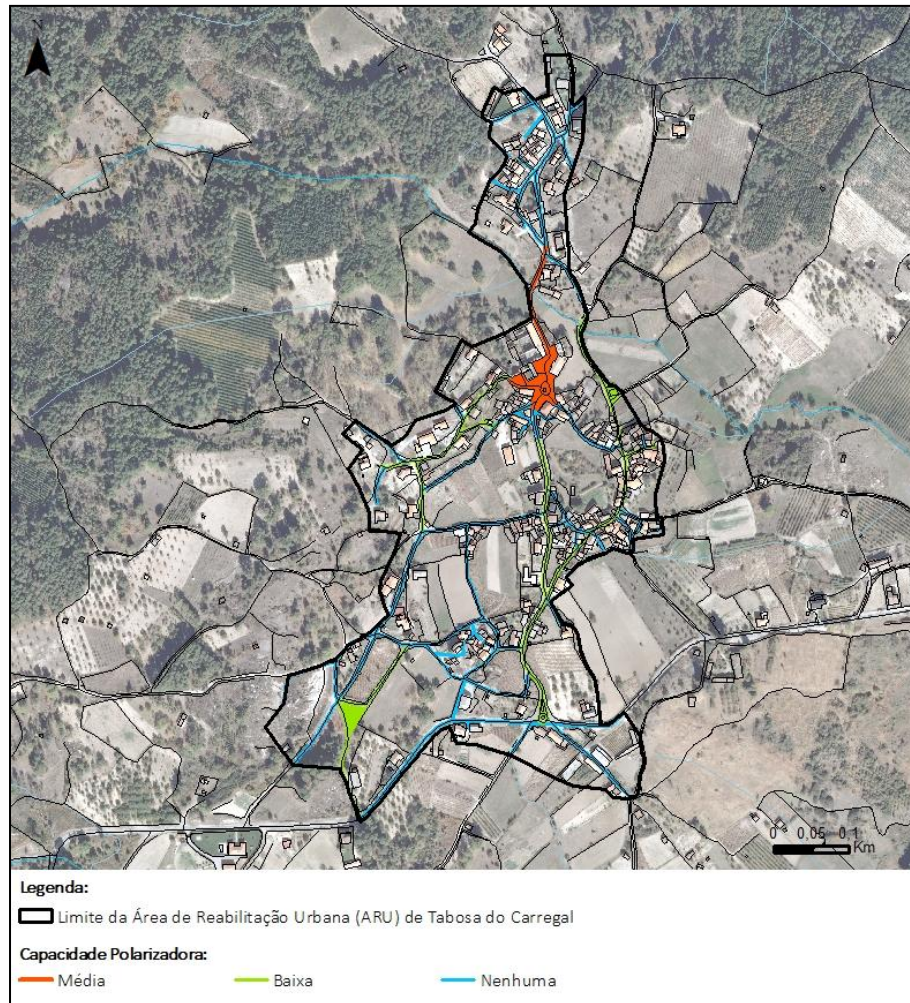 N
0 0,05 0,1
Km
Legenda:
Limite da Área de Reabilitação Urbana (ARU) de Tabosa do Carregal
Capacidade Polarizadora:
Média Baixa Nenhuma